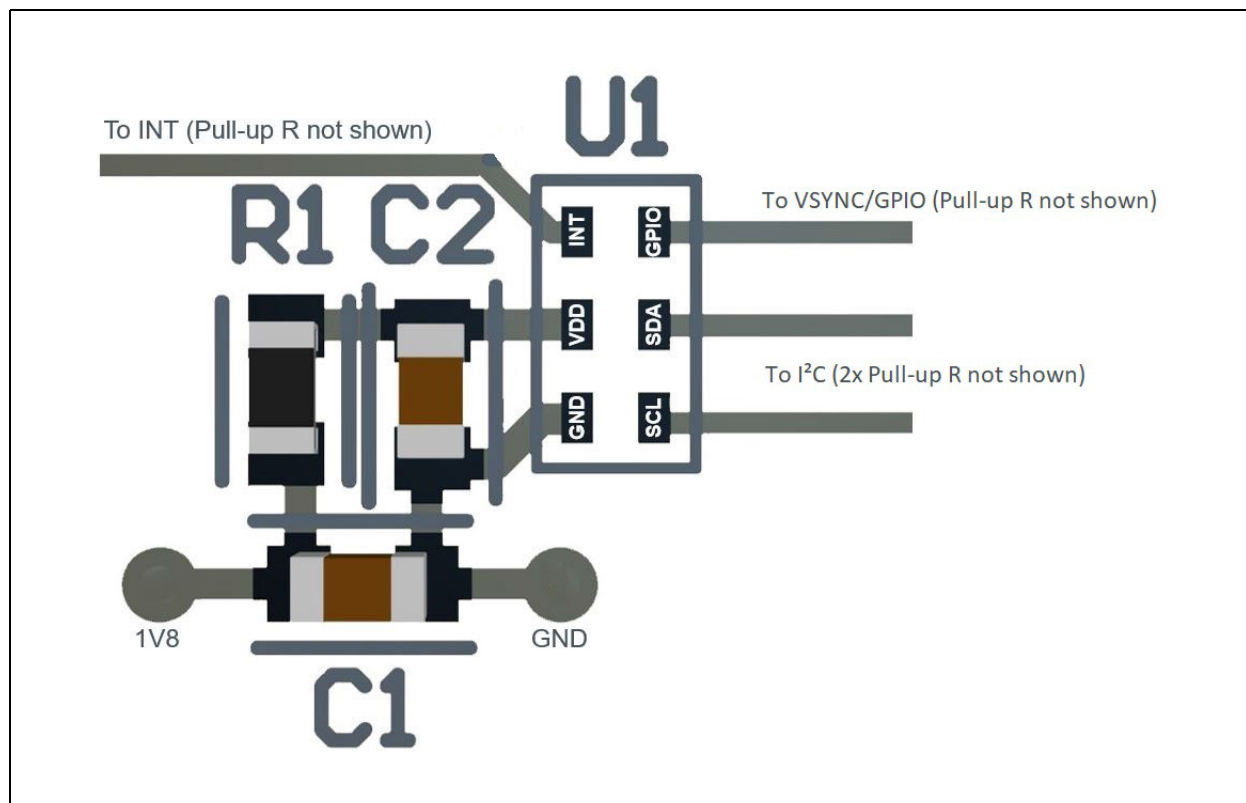 U1
To INT (Pull-up R not shown)
R1 C2
To VSYNC/GPIO (Pull-up R not shown)
INT GPIO
VDD SDA
To I²C (2x Pull-up R not shown)
GND SCL
1V8 GND
C1